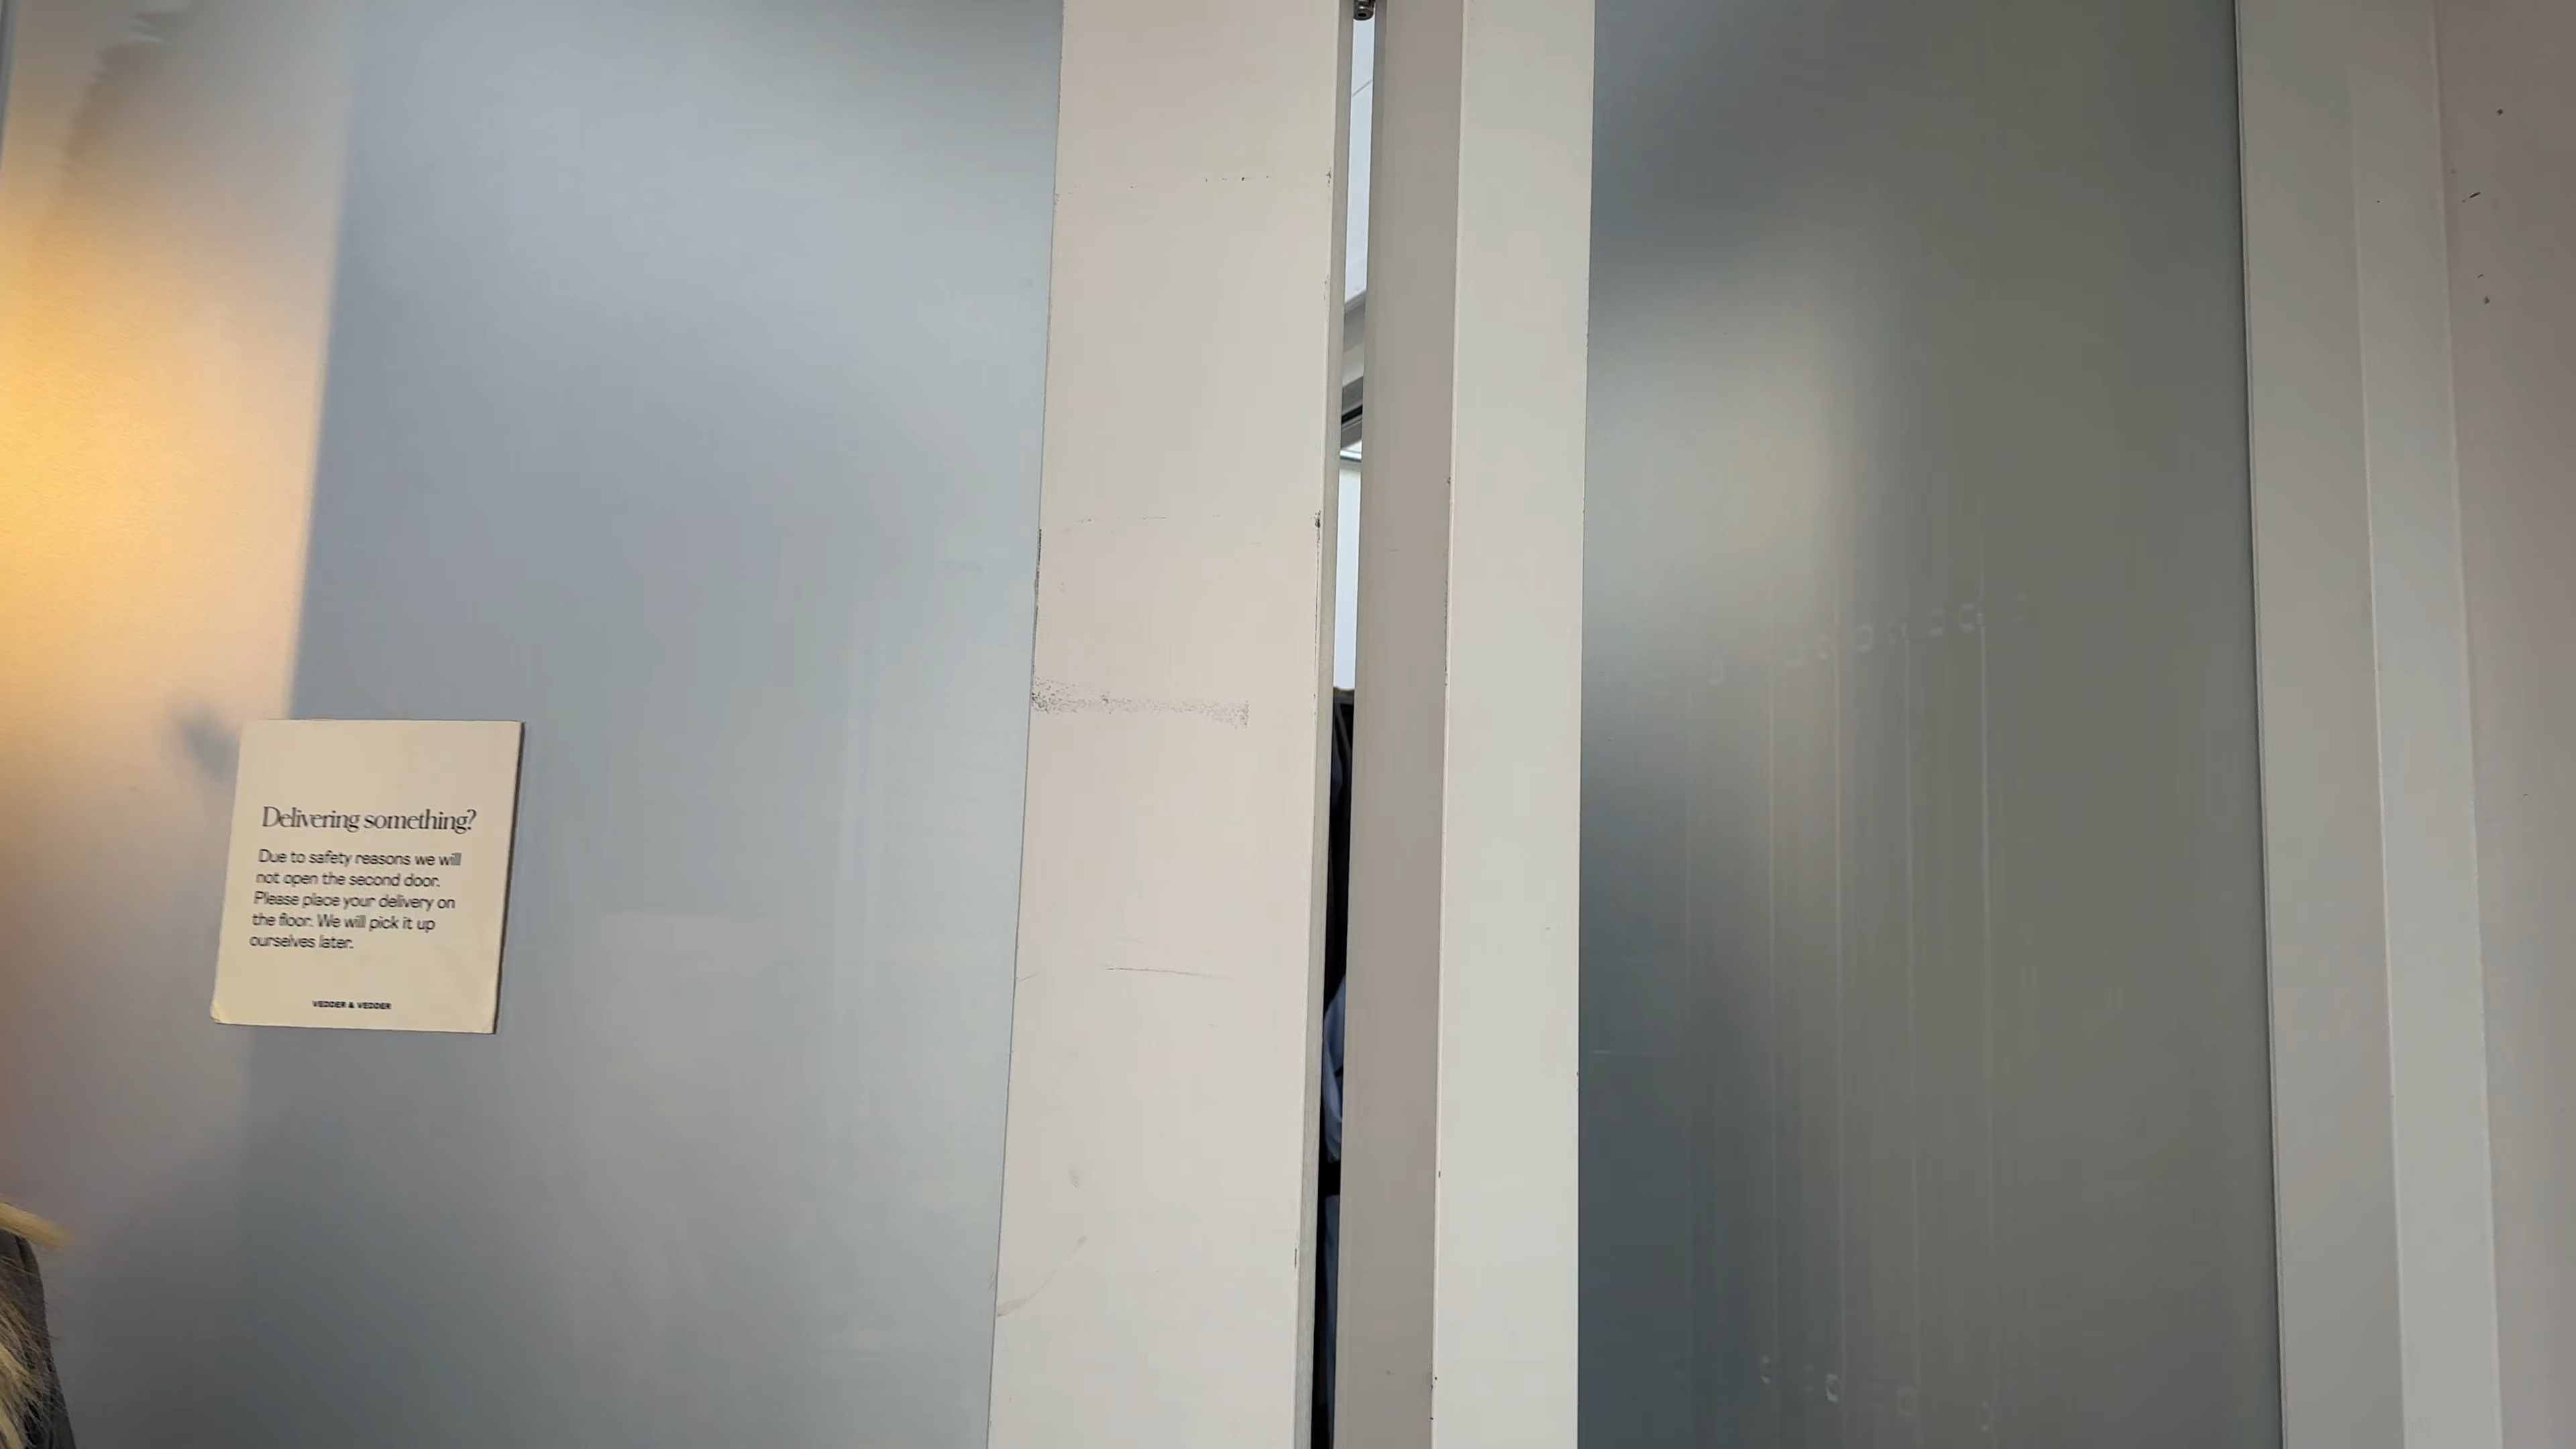 Delivering something?
Due to safety reasons we will
not open the second door.
Please place your delivery on
the floor. We will pick it up
ourselves later.
VEDDER & VEDDER